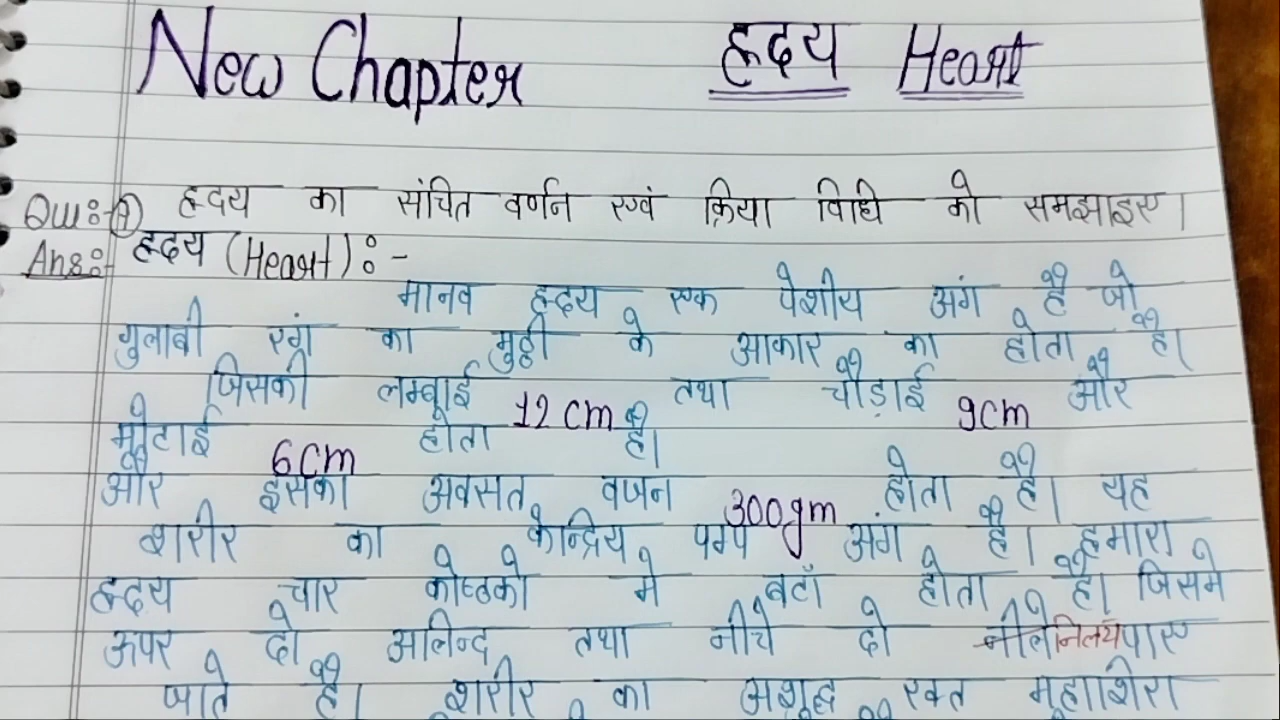 New Chapter हृदय Heart
Qus:-(A) हृदय का संचित वर्णन एवं क्रिया विधि को समझाइए।
Ans:- हृदय (Heart):-
मानव हृदय एक पेशीय अंग है जो
गुलाबी रंग का मुट्ठी के आकार का होता है।
जिसकी लम्बाई 12 cm तथा चौड़ाई 9cm और
मोटाई 6cm होता है।
और इसका अवसत वजन 300gm होता है। यह
शरीर का केन्द्रिय पम्प अंग है। हमारा
हृदय चार कोष्ठको मे बटाँ होता है। जिसमे
ऊपर दो अलिन्द तथा नीचे दो निलय पाए
जाते है। शरीर का अशुद्ध रक्त महाशिरा